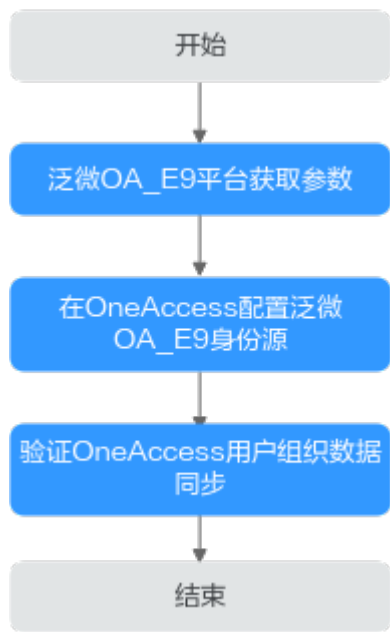 开始
泛微OA_E9平台获取参数
在OneAccess配置泛微
OA_E9身份源
验证OneAccess用户组织数据
同步
结束